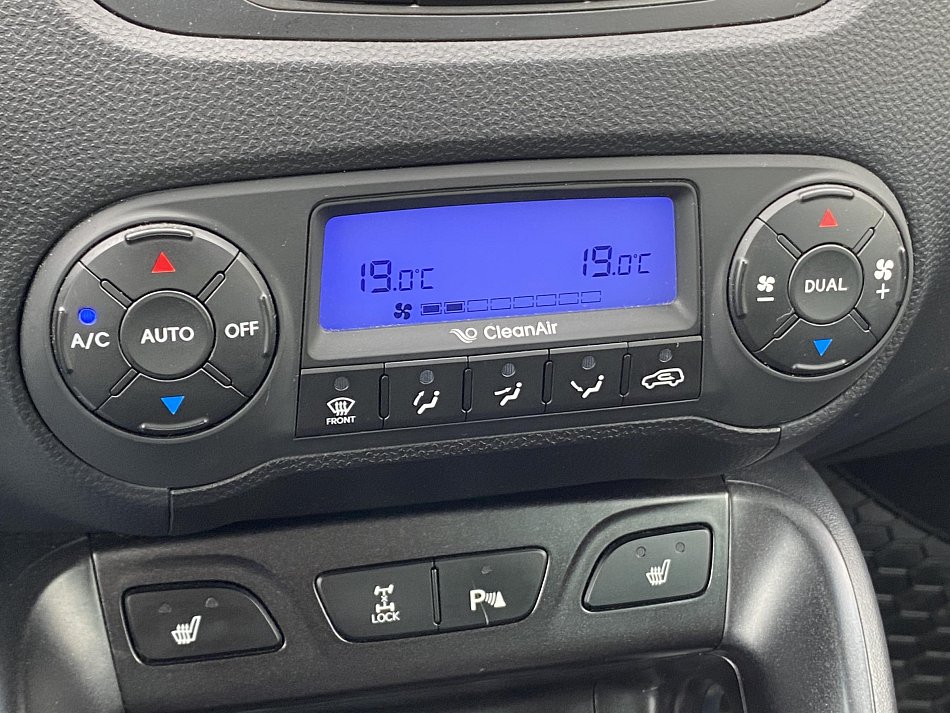 19.0°C 19.0°C
CleanAir
A/C AUTO OFF
DUAL
− +
FRONT
LOCK
P